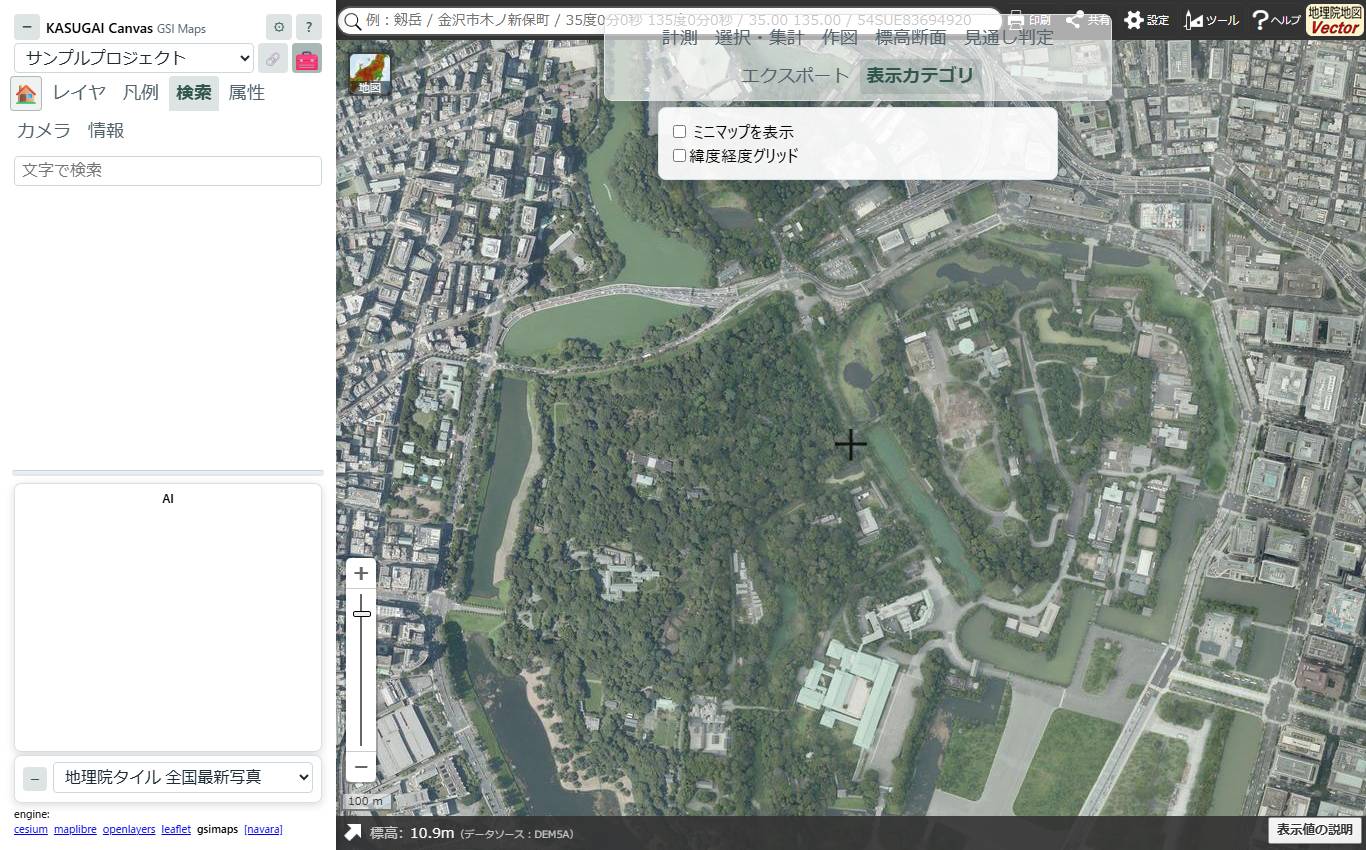 KASUGAI Canvas GSI Maps
サンプルプロジェクト
レイヤ 凡例 検索 属性
カメラ 情報
文字で検索
AI
地理院タイル 全国最新写真
engine:
cesium maplibre openlayers leaflet gsimaps [navara]
例：剱岳 / 金沢市木ノ新保町 / 35度0分0秒 135度0分0秒 / 35.00 135.00 / 54SUE83694920
印刷 共有 設定 ツール ヘルプ
地理院地図
Vector
地図
計測 選択・集計 作図 標高断面 見通し判定
エクスポート 表示カテゴリ
ミニマップを表示
緯度経度グリッド
100 m
標高: 10.9m (データソース：DEM5A)
表示値の説明